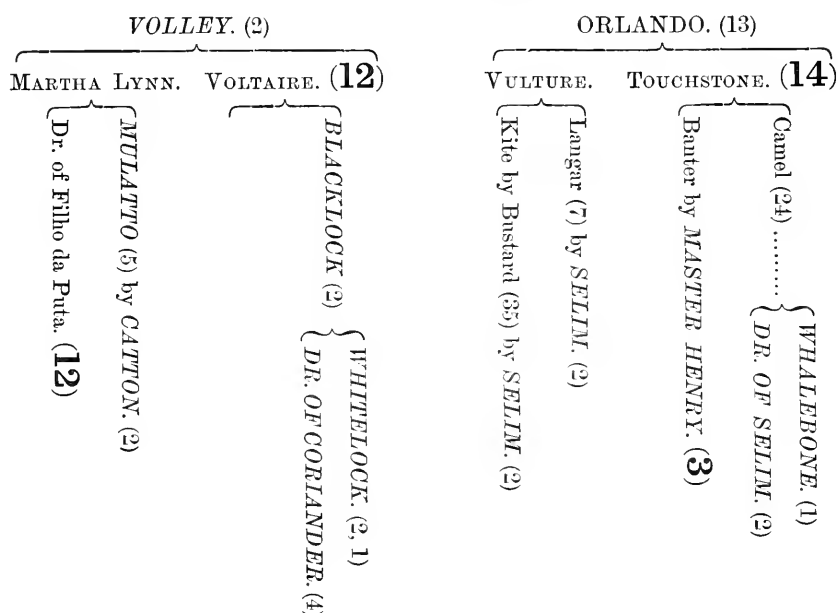 VOLLEY. (2)
MARTHA LYNN. VOLTAIRE. (12)
Dr. of Filho da Puta. (12)
MULATTO (5) by CATTON. (2)
BLACKLOCK (2)
DR. OF CORIANDER. (4)
WHITELOCK. (2, 1)
ORLANDO. (13)
VULTURE. TOUCHSTONE. (14)
Kite by Bustard (35) by SELIM. (2)
Langar (7) by SELIM. (2)
Banter by MASTER HENRY. (3)
Camel (24) .........
DR. OF SELIM. (2)
WHALEBONE. (1)